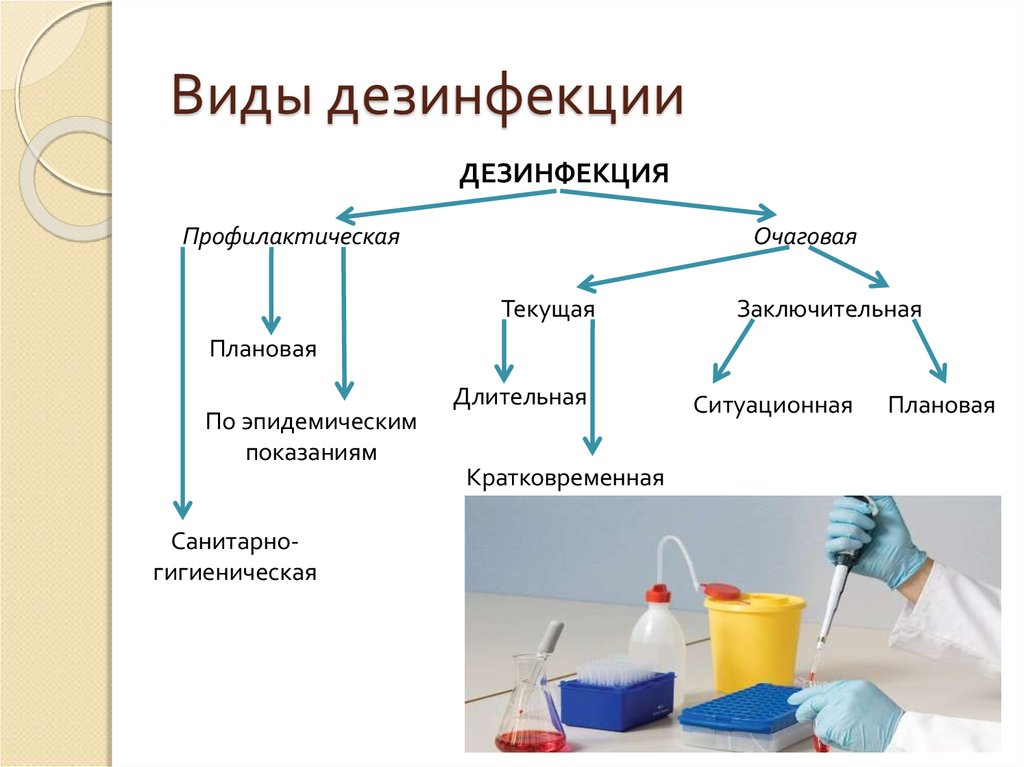 Виды дезинфекции
ДЕЗИНФЕКЦИЯ
Профилактическая
Очаговая
Текущая
Заключительная
Плановая
Длительная
Ситуационная
Плановая
По эпидемическим
показаниям
Кратковременная
Санитарно-
гигиеническая